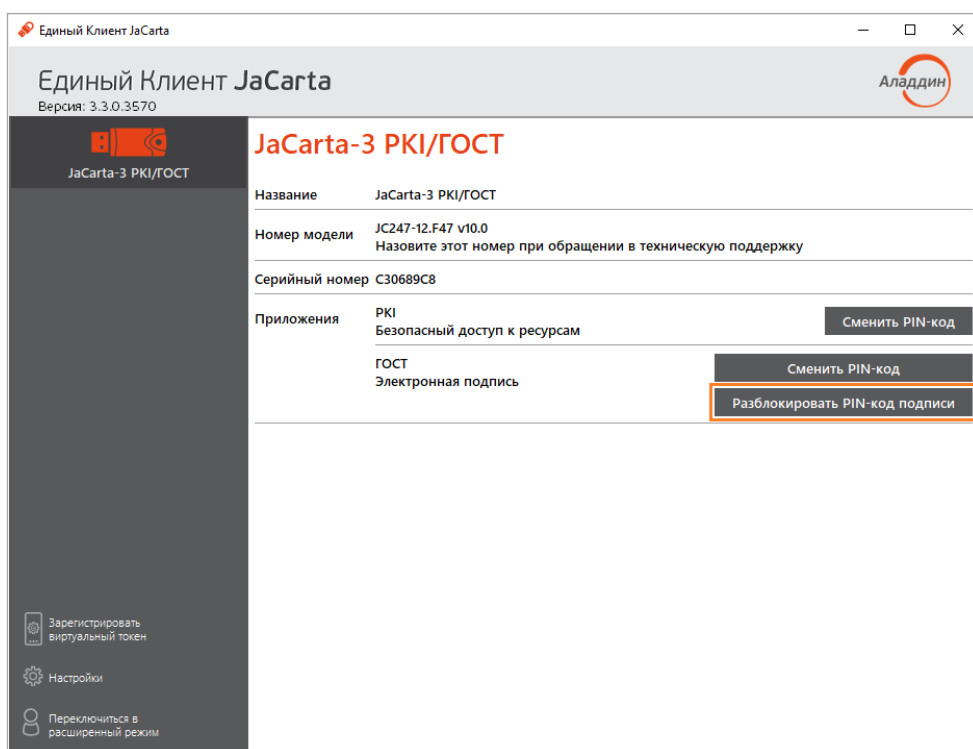 Единый Клиент JaCarta
Единый Клиент JaCarta
Версия: 3.3.0.3570
Аладдин
JaCarta-3 PKI/ГОСТ
JaCarta-3 PKI/ГОСТ
Название JaCarta-3 PKI/ГОСТ
Номер модели JC247-12.F47 v10.0
Назовите этот номер при обращении в техническую поддержку
Серийный номер C30689C8
Приложения PKI
Безопасный доступ к ресурсам
Сменить PIN-код
ГОСТ
Электронная подпись
Сменить PIN-код
Разблокировать PIN-код подписи
Зарегистрировать
виртуальный токен
Настройки
Переключиться в
расширенный режим